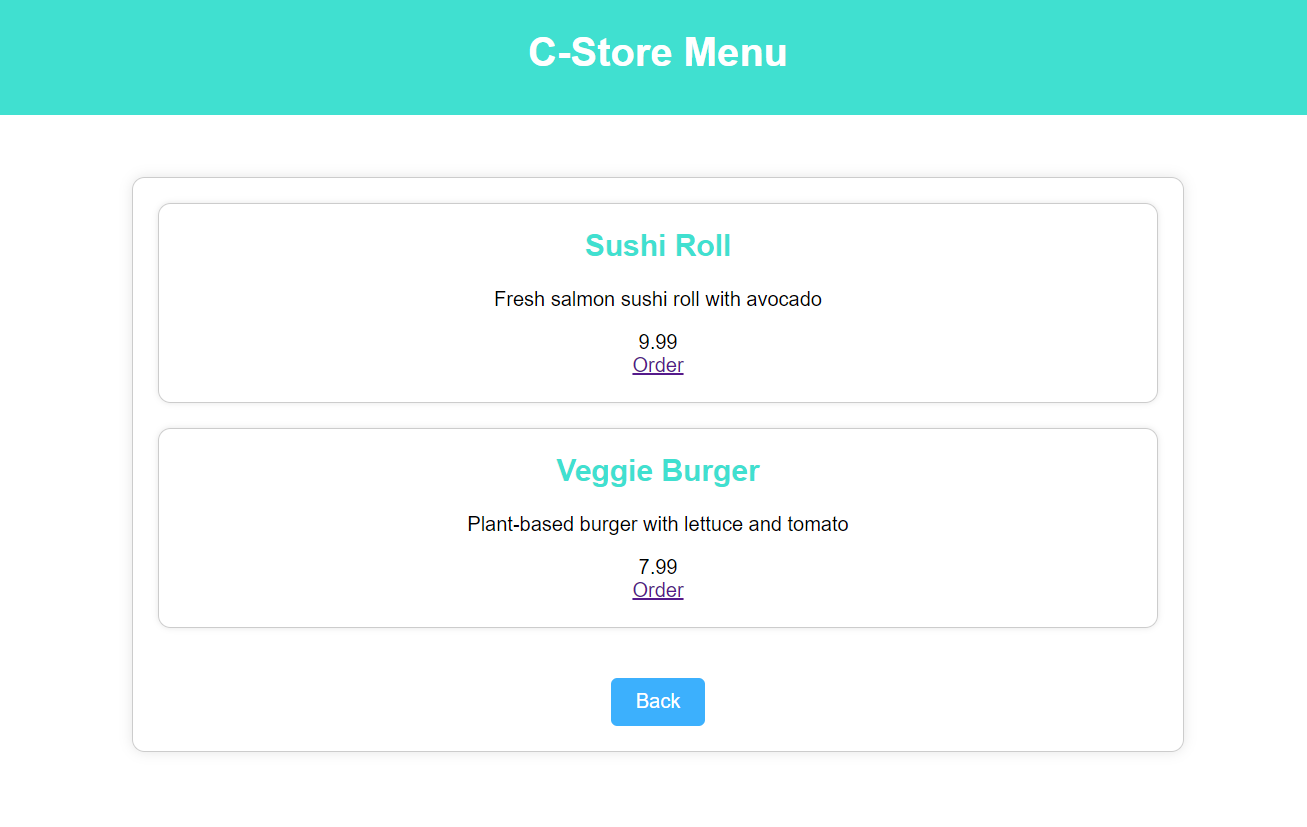 C-Store Menu
Sushi Roll
Fresh salmon sushi roll with avocado
9.99
Order
Veggie Burger
Plant-based burger with lettuce and tomato
7.99
Order
Back